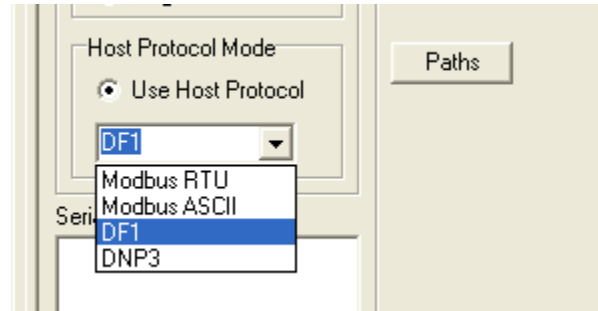 Host Protocol Mode
Paths
Use Host Protocol
DF1
Modbus RTU
Modbus ASCII
DF1
DNP3